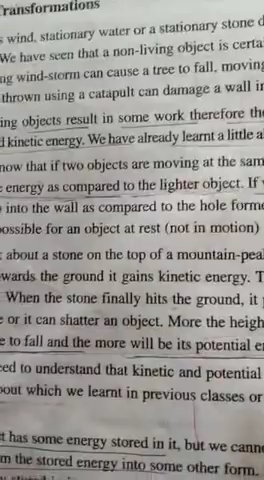 Transformations
wind, stationary water or a stationary stone d
We have seen that a non-living object is certa
ng wind-storm can cause a tree to fall, moving
thrown using a catapult can damage a wall in
ing objects result in some work therefore the
d kinetic energy. We have already learnt a little a
now that if two objects are moving at the sam
e energy as compared to the lighter object. If
into the wall as compared to the hole forme
possible for an object at rest (not in motion)
about a stone on the top of a mountain-pea
wards the ground it gains kinetic energy. T
When the stone finally hits the ground, it
e or it can shatter an object. More the heigh
e to fall and the more will be its potential en
eed to understand that kinetic and potential
bout which we learnt in previous classes or
t has some energy stored in it, but we canno
m the stored energy into some other form.